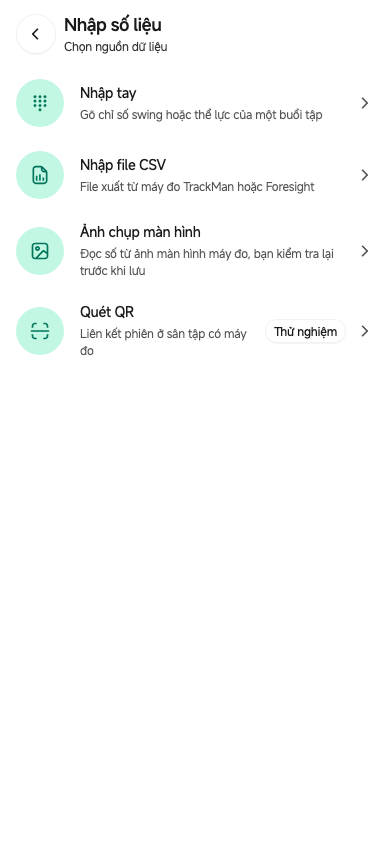 Nhập số liệu
Chọn nguồn dữ liệu
Nhập tay
Gõ chỉ số swing hoặc thể lực của một buổi tập
Nhập file CSV
File xuất từ máy đo TrackMan hoặc Foresight
Ảnh chụp màn hình
Đọc số từ ảnh màn hình máy đo, bạn kiểm tra lại
trước khi lưu
Quét QR
Liên kết phiên ở sân tập có máy
đo
Thử nghiệm